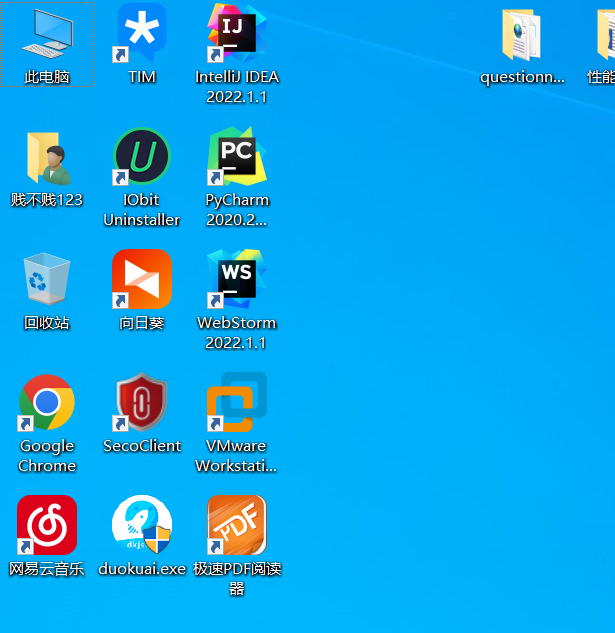 此电脑
TIM
IntelliJ IDEA
2022.1.1
questionn...
性能
贱不贱123
IObit
Uninstaller
PyCharm
2020.2...
回收站
向日葵
WebStorm
2022.1.1
Google
Chrome
SecoClient
VMware
Workstati...
网易云音乐
duokuai.exe
极速PDF阅读
器
IJ
PC
WS
PDF
dkjs